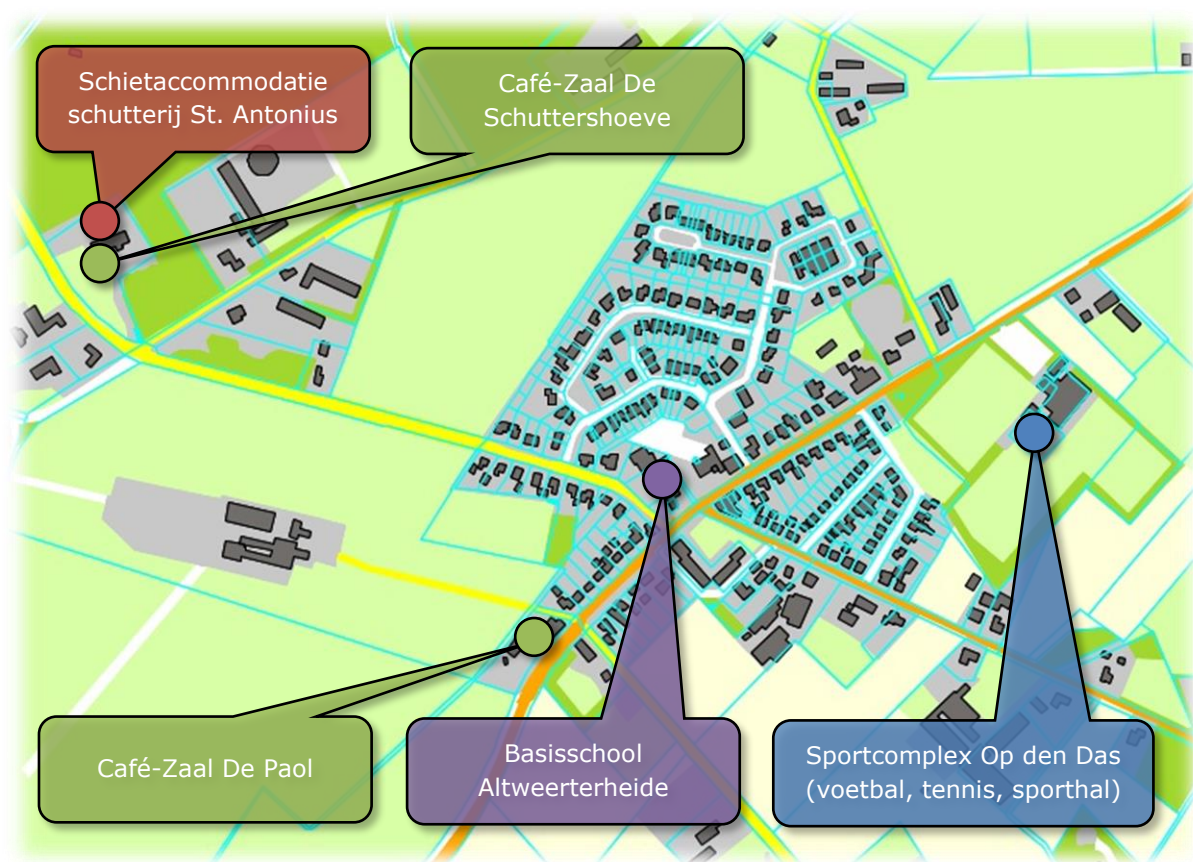 Schietaccommodatie
schutterij St. Antonius
Café-Zaal De
Schuttershoeve
Café-Zaal De Paol
Basisschool
Altweerterheide
Sportcomplex Op den Das
(voetbal, tennis, sporthal)